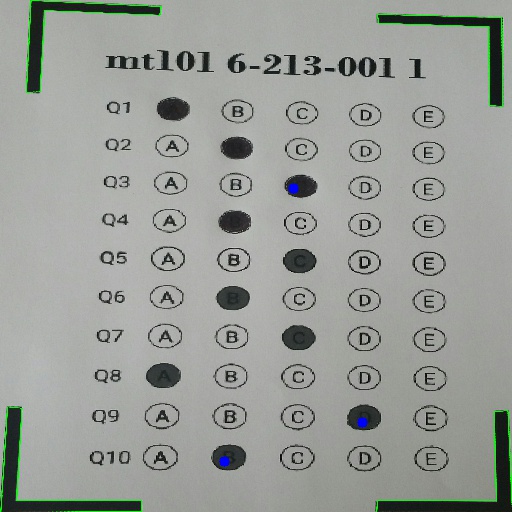 mt101 6-213-001 1
Q1 B C D E
Q2 A C D E
Q3 A B D E
Q4 A B C D E
Q5 A B C D E
Q6 A B C D E
Q7 A B C D E
Q8 A B C D E
Q9 A B C D E
Q10 A B C D E